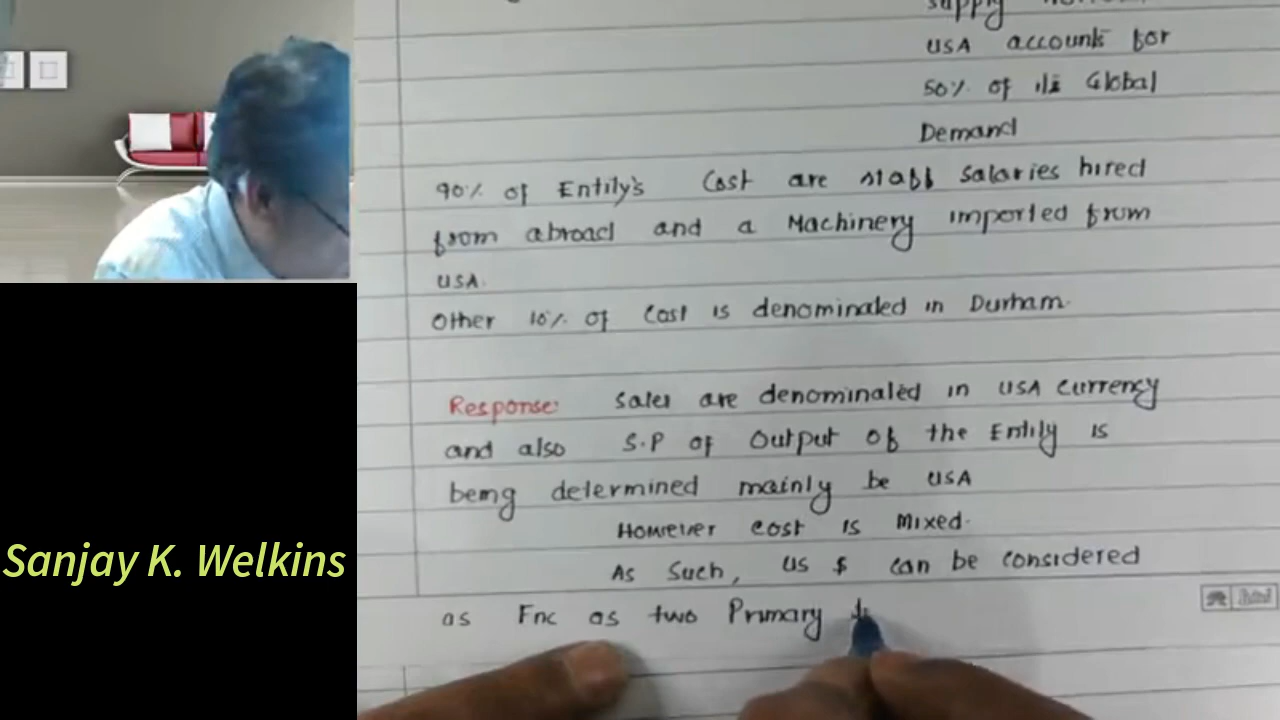 supply
USA accounts for
50% of its Global
Demand
90% of Entity's Cost are staff salaries hired
from abroad and a Machinery imported from
USA.
Other 10% of Cost is denominated in Durham.
Response: Sales are denominated in USA currency
and also S.P of Output of the Entity is
being determined mainly be USA
However cost is Mixed.
As Such, US $ can be considered
as Fnc as two Primary
Sanjay K. Welkins